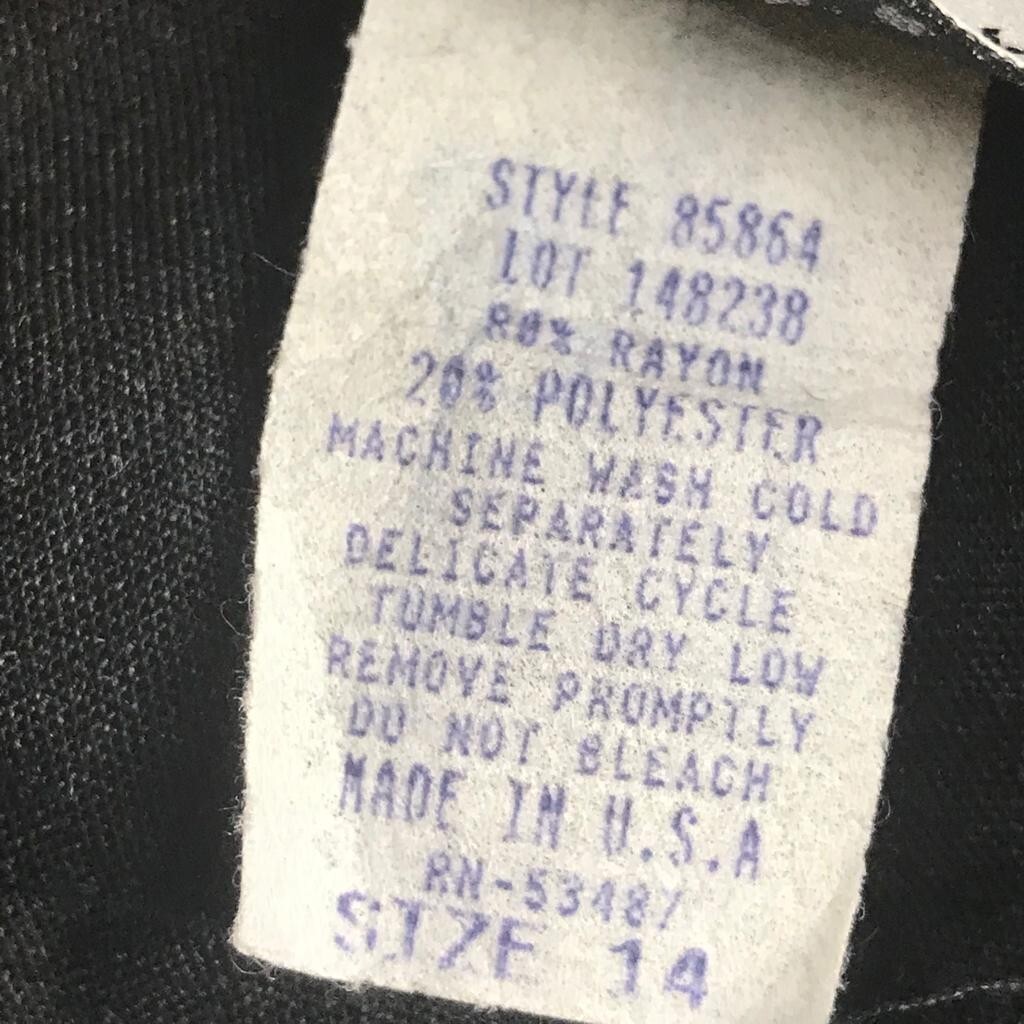 STYLE 85864
LOT 148238
80% RAYON
20% POLYESTER
MACHINE WASH COLD
SEPARATELY
DELICATE CYCLE
TUMBLE DRY LOW
REMOVE PROMPTLY
DO NOT BLEACH
MADE IN U.S.A
RN-53487
SIZE 14